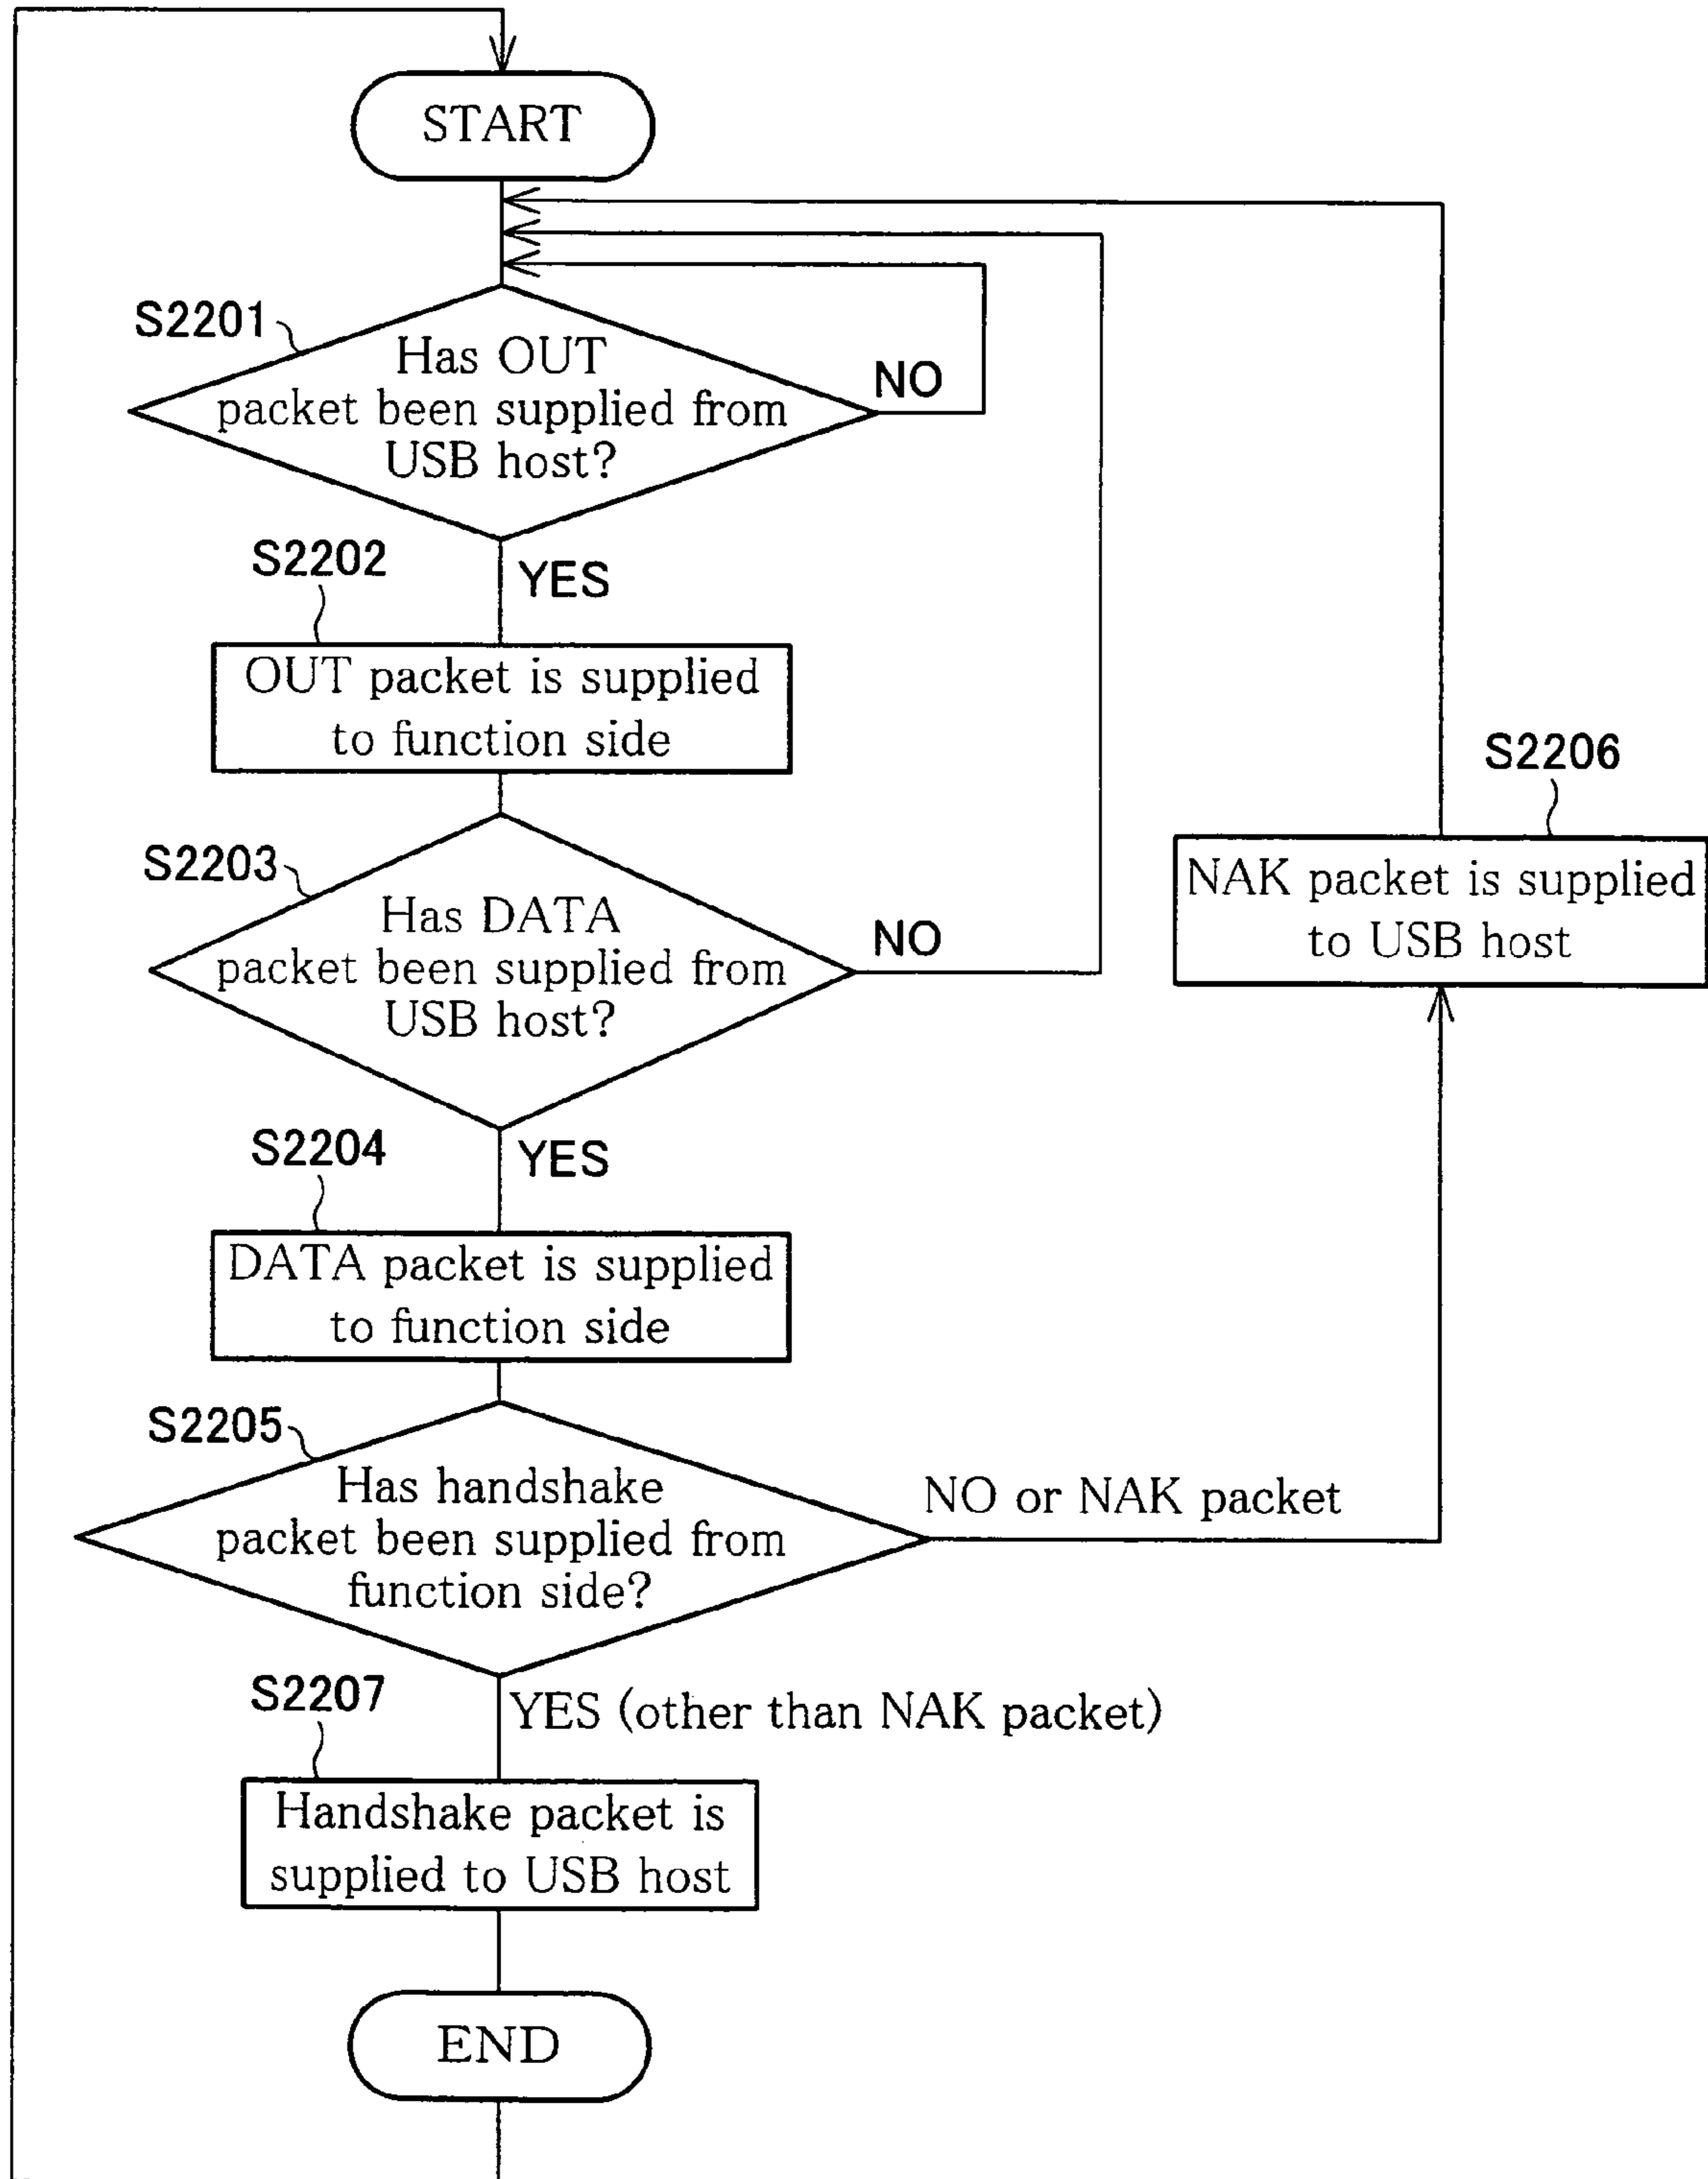 START
S2201
Has OUT
packet been supplied from
USB host?
NO
YES
S2202
OUT packet is supplied
to function side
S2203
Has DATA
packet been supplied from
USB host?
NO
S2206
NAK packet is supplied
to USB host
YES
S2204
DATA packet is supplied
to function side
S2205
Has handshake
packet been supplied from
function side?
NO or NAK packet
YES (other than NAK packet)
S2207
Handshake packet is
supplied to USB host
END